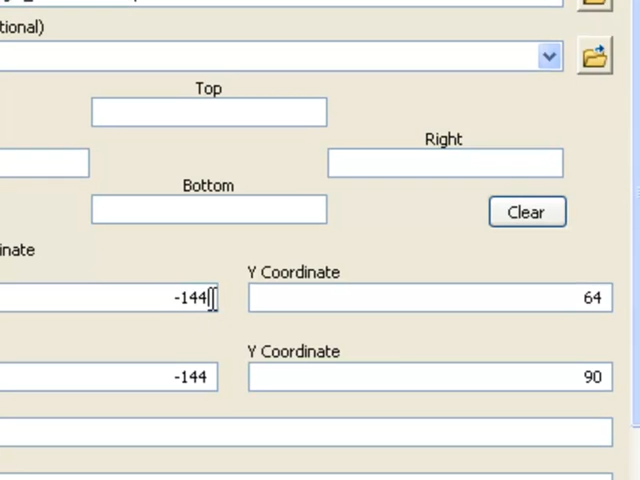 tional)
Top
Right
Bottom
Clear
inate
Y Coordinate
-144
64
Y Coordinate
-144
90